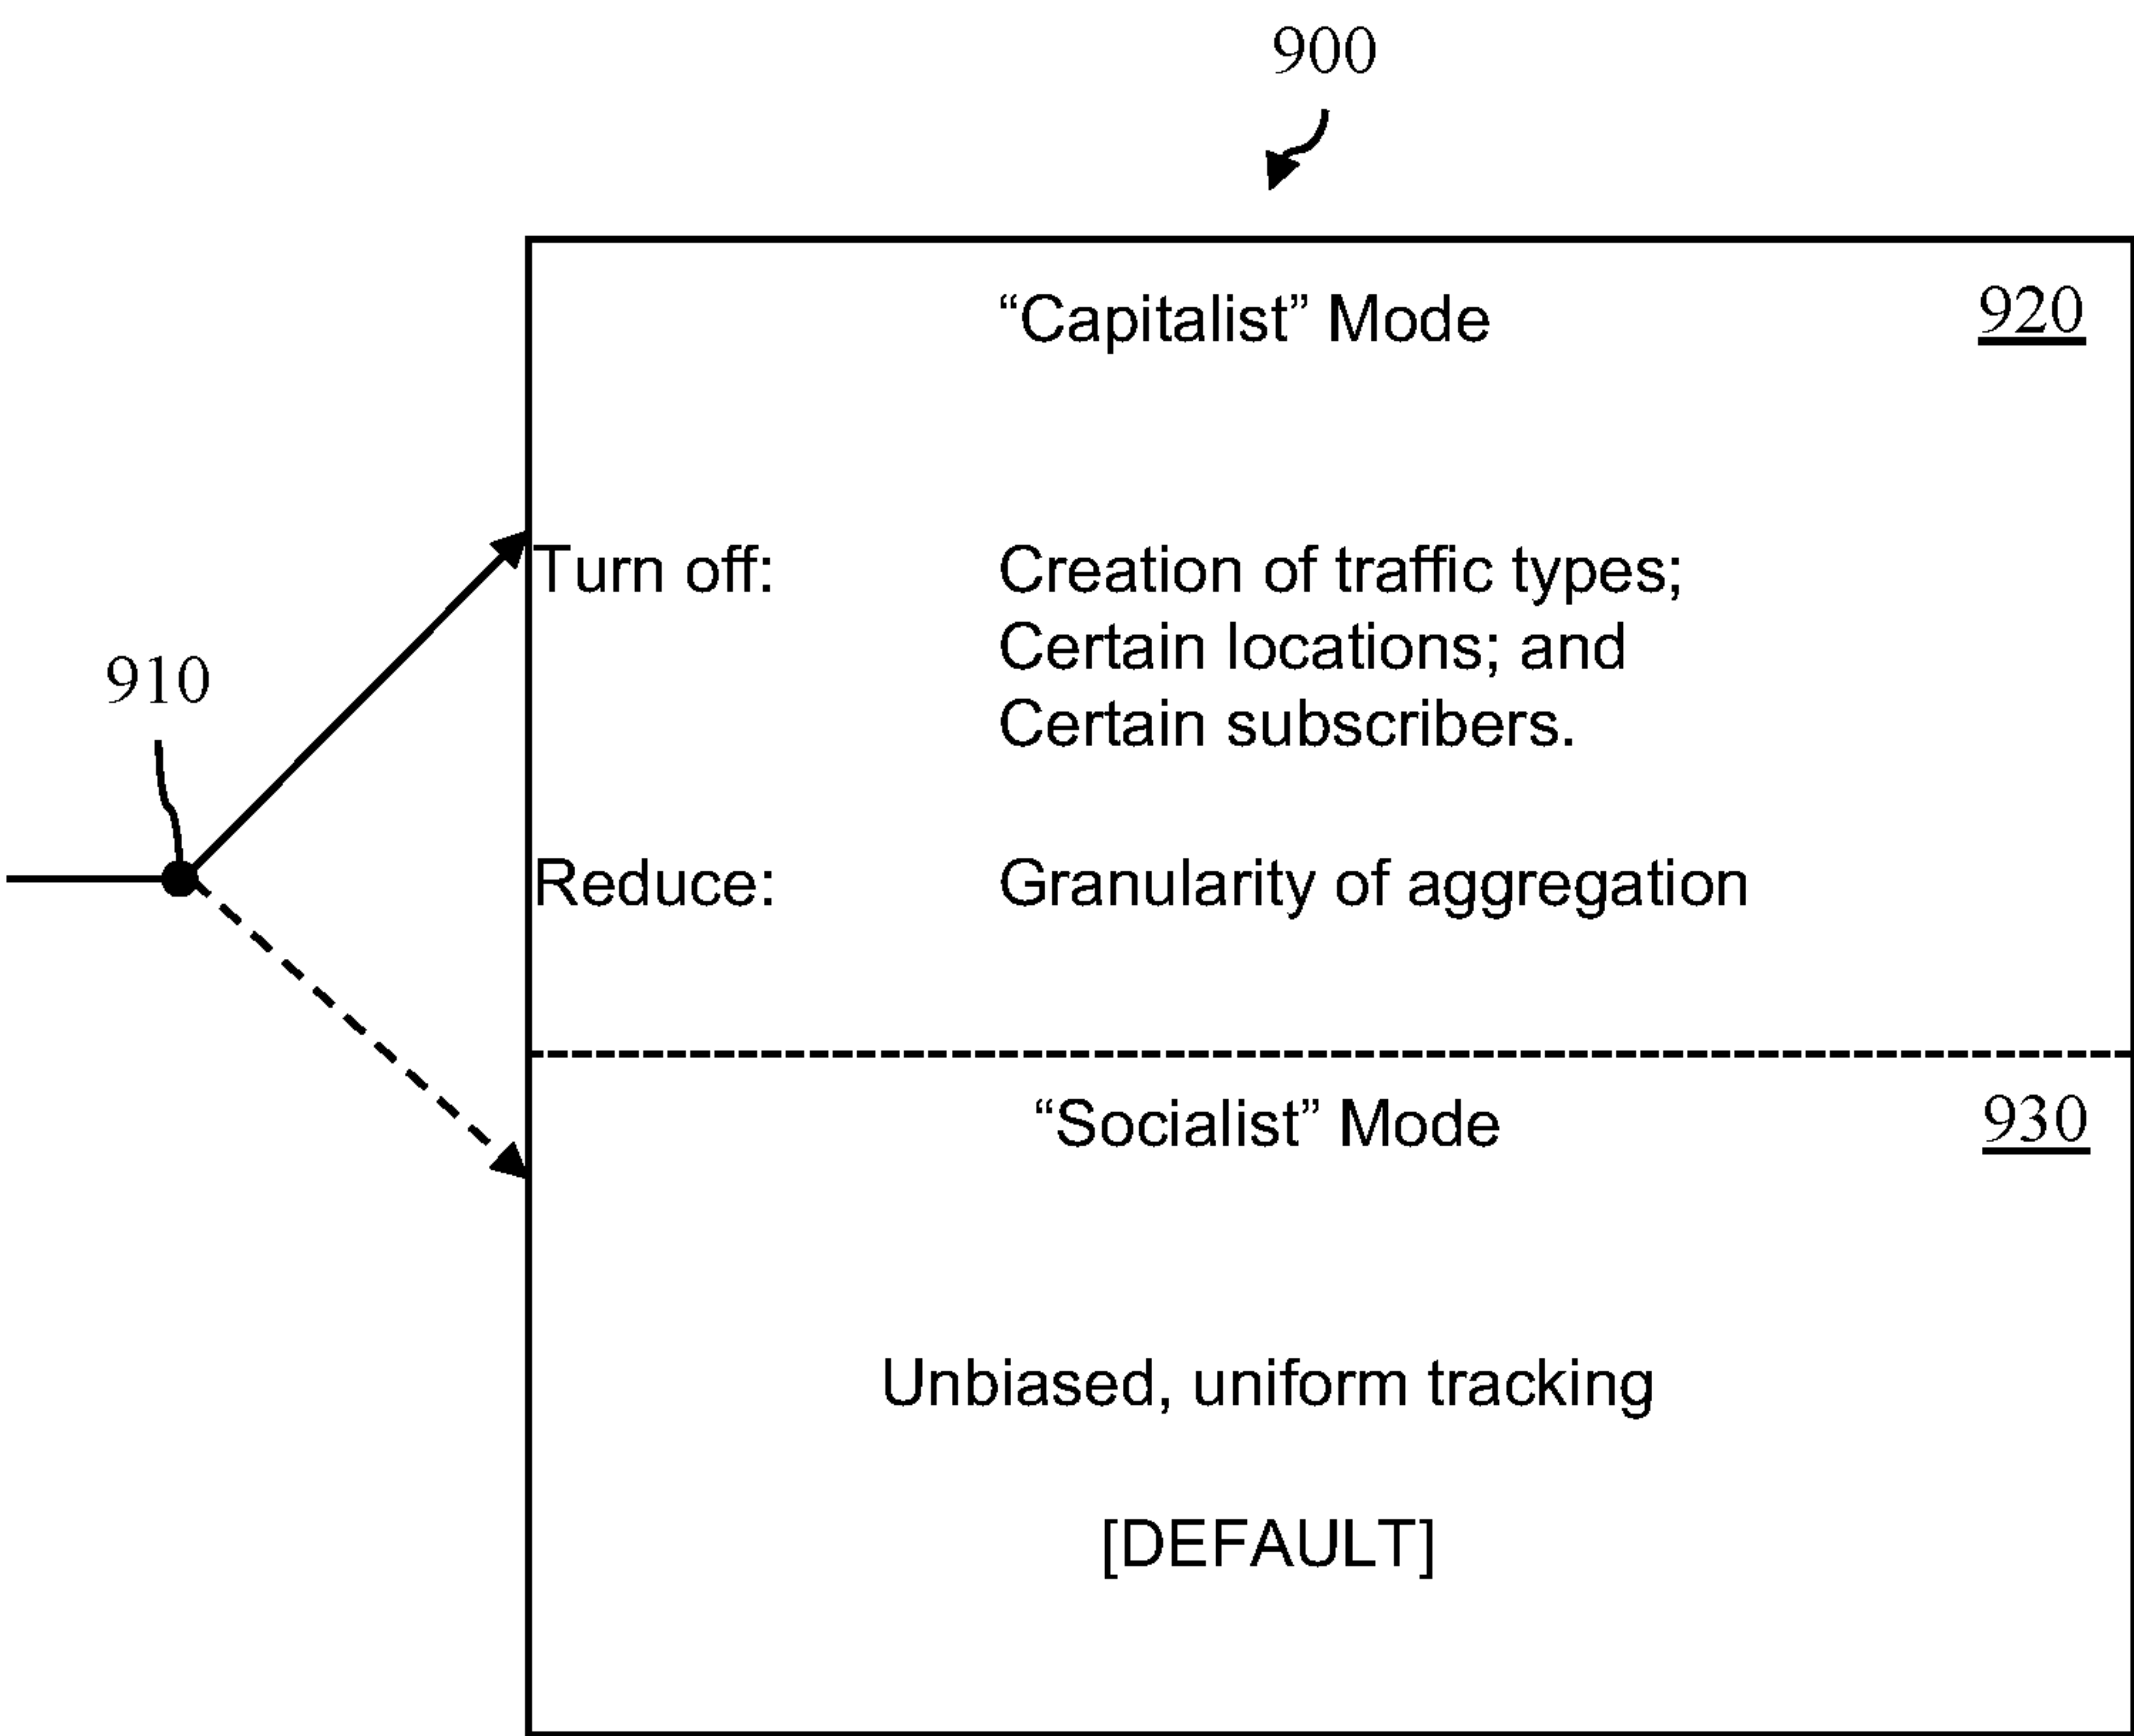 900
“Capitalist” Mode 920
Turn off: Creation of traffic types;
Certain locations; and
910
Certain subscribers.
Reduce: Granularity of aggregation
“Socialist” Mode 930
Unbiased, uniform tracking
[DEFAULT]